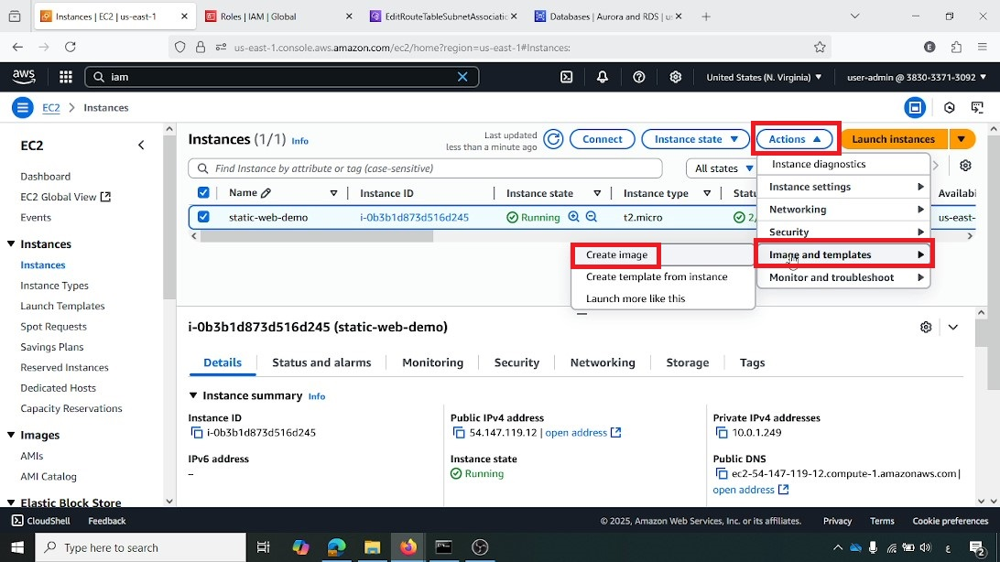 Instances | EC2 | us-east-1
Roles | IAM | Global
EditRouteTableSubnetAssociatic
Databases | Aurora and RDS | us
us-east-1.console.aws.amazon.com/ec2/home?region=us-east-1#Instances:
E
aws
iam
United States (N. Virginia)
user-admin @ 3830-3371-3092
EC2 > Instances
EC2
Dashboard
EC2 Global View
Events
Instances
Instances
Instance Types
Launch Templates
Spot Requests
Savings Plans
Reserved Instances
Dedicated Hosts
Capacity Reservations
Images
AMIs
AMI Catalog
Elastic Block Store
Instances (1/1) Info
Last updated
less than a minute ago
Connect
Instance state
Actions
Launch instances
Find Instance by attribute or tag (case-sensitive)
All states
Name
Instance ID
Instance state
Instance type
Statu
Availabi
static-web-demo
i-0b3b1d873d516d245
Running
t2.micro
2/
us-east-
Instance diagnostics
Instance settings
Networking
Security
Image and templates
Monitor and troubleshoot
Create image
Create template from instance
Launch more like this
i-0b3b1d873d516d245 (static-web-demo)
Details
Status and alarms
Monitoring
Security
Networking
Storage
Tags
Instance summary Info
Instance ID
i-0b3b1d873d516d245
IPv6 address
–
Public IPv4 address
54.147.119.12 | open address
Instance state
Running
Private IPv4 addresses
10.0.1.249
Public DNS
ec2-54-147-119-12.compute-1.amazonaws.com |
open address
CloudShell
Feedback
© 2025, Amazon Web Services, Inc. or its affiliates.
Privacy
Terms
Cookie preferences
Type here to search
ع
2